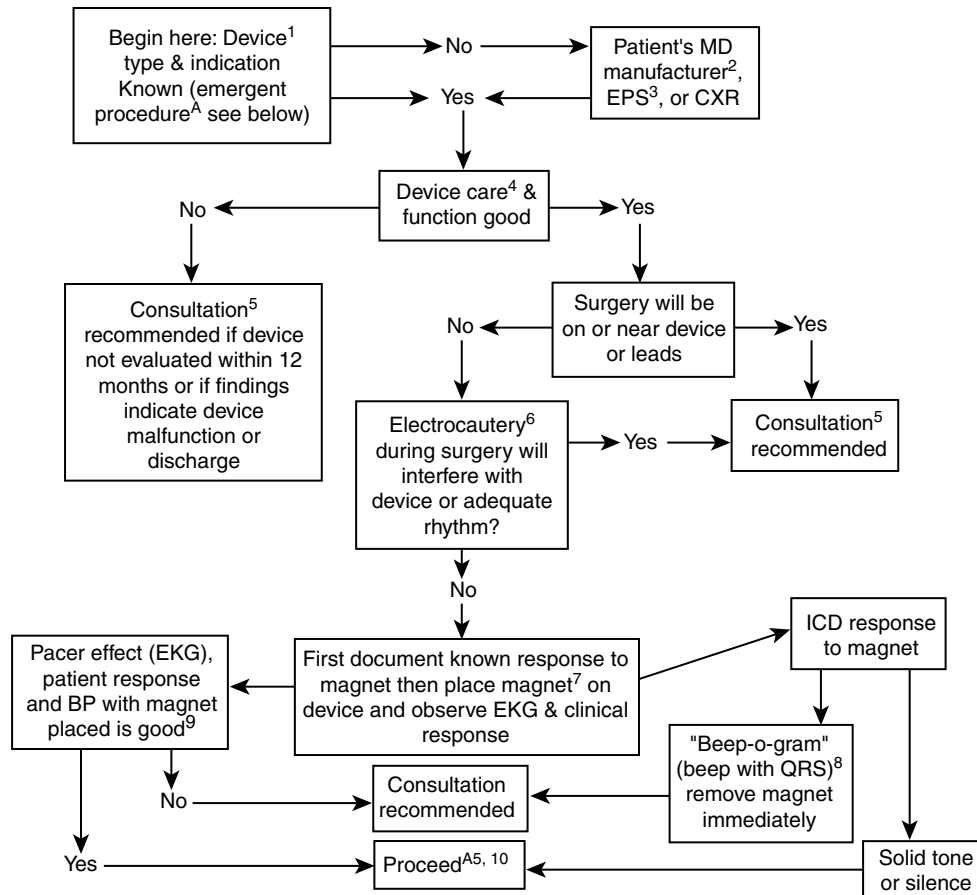 Begin here: Device1
type & indication
Known (emergent
procedureA see below)
No
Yes
Patient's MD
manufacturer2,
EPS3, or CXR
Device care4 &
function good
No
Yes
Consultation5
recommended if device
not evaluated within 12
months or if findings
indicate device
malfunction or
discharge
Surgery will be
on or near device
or leads
No
Yes
Electrocautery6
during surgery will
interfere with
device or adequate
rhythm?
Yes
Consultation5
recommended
No
First document known response to
magnet then place magnet7 on
device and observe EKG & clinical
response
Pacer effect (EKG),
patient response
and BP with magnet
placed is good9
ICD response
to magnet
"Beep-o-gram"
(beep with QRS)8
remove magnet
immediately
No
Consultation
recommended
Yes
ProceedA5, 10
Solid tone
or silence